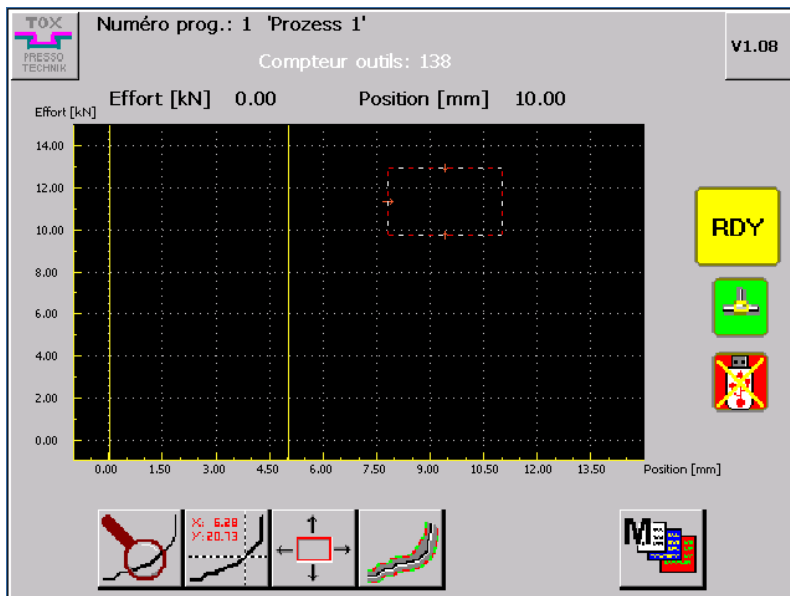 TOX
PRESSO
TECHNIK
Numéro prog.: 1 'Prozess 1'
Compteur outils: 138
V1.08
Effort [kN] 0.00 Position [mm] 10.00
Effort [kN]
14.00
12.00
10.00
8.00
6.00
4.00
2.00
0.00
0.00 1.50 3.00 4.50 6.00 7.50 9.00 10.50 12.00 13.50 Position [mm]
RDY
X: 6.28
Y:20.73
M